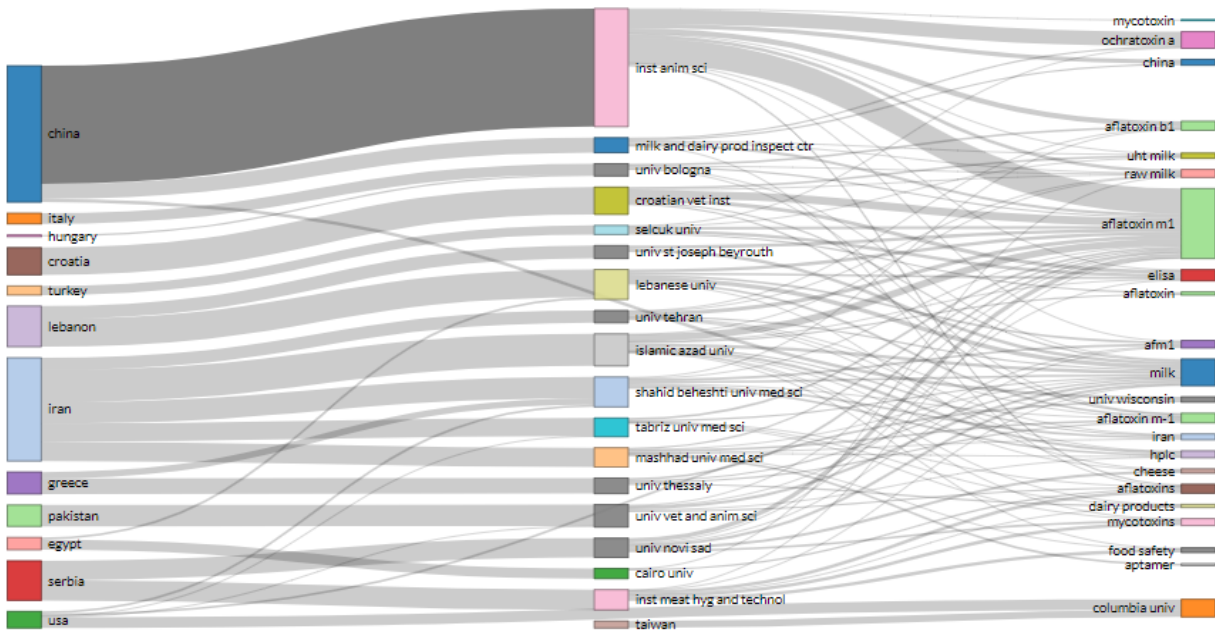 china
italy
hungary
croatia
turkey
lebanon
iran
greece
pakistan
egypt
serbia
usa
inst anim sci
milk and dairy prod inspect ctr
univ bologna
croatian vet inst
selcuk univ
univ st joseph beyrouth
lebanese univ
univ tehran
islamic azad univ
shahid beheshti univ med sci
tabriz univ med sci
mashhad univ med sci
univ thessaly
univ vet and anim sci
univ novi sad
cairo univ
inst meat hyg and technol
taiwan
mycotoxin
ochratoxin a
china
aflatoxin b1
uht milk
raw milk
aflatoxin m1
elisa
aflatoxin
afm1
milk
univ wisconsin
aflatoxin m-1
iran
hplc
cheese
aflatoxins
dairy products
mycotoxins
food safety
aptamer
columbia univ